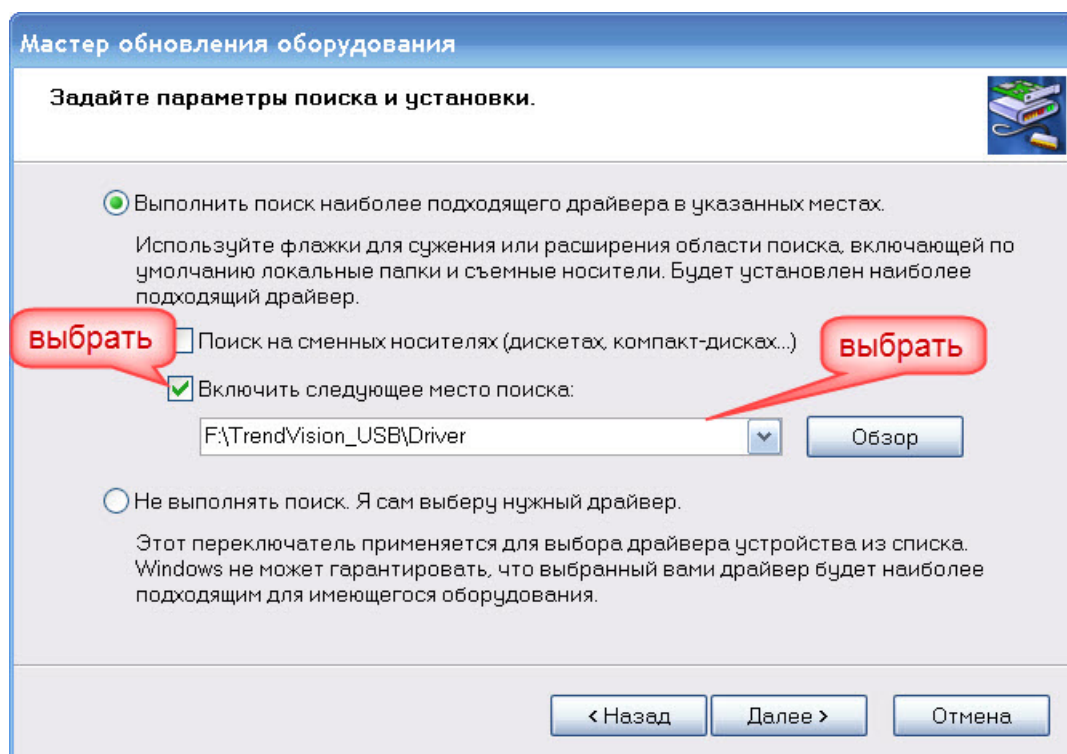 Мастер обновления оборудования
Задайте параметры поиска и установки.
Выполнить поиск наиболее подходящего драйвера в указанных местах.
Используйте флажки для сужения или расширения области поиска, включающей по
умолчанию локальные папки и съемные носители. Будет установлен наиболее
подходящий драйвер.
выбрать
Поиск на сменных носителях (дискетах, компакт-дисках...)
выбрать
Включить следующее место поиска:
F:\TrendVision_USB\Driver
Обзор
Не выполнять поиск. Я сам выберу нужный драйвер.
Этот переключатель применяется для выбора драйвера устройства из списка.
Windows не может гарантировать, что выбранный вами драйвер будет наиболее
подходящим для имеющегося оборудования.
< Назад
Далее >
Отмена